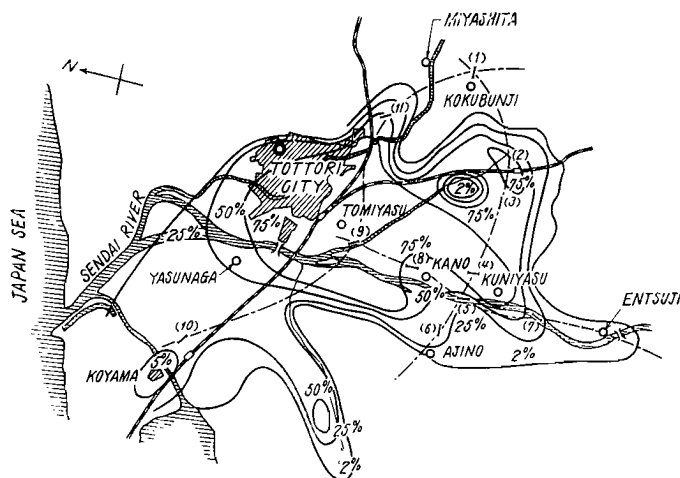 MIYASHITA
N
(1)
KOKUBUNJI
(11)
TOTTORI
CITY
(2)
2%
75%
(3)
75%
50%
75%
TOMIYASU
(9)
25%
SENDAI RIVER
JAPAN SEA
YASUNAGA
75%
(8)
KANO
(4)
KUNIYASU
50%
ENTSUJI
(5)
25%
(7)
(6)
(10)
AJINO
2%
5%
KOYAMA
50%
25%
2%